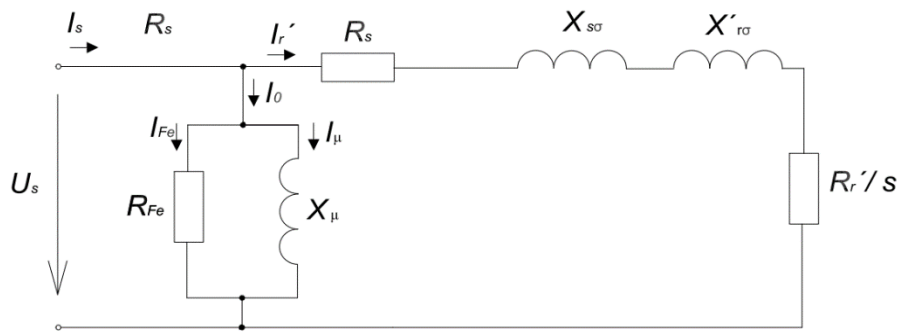 Is Rs Ir´ Rs Xsσ X´rσ
I0
IFe Iμ
Us RFe Xμ Rr´/ s